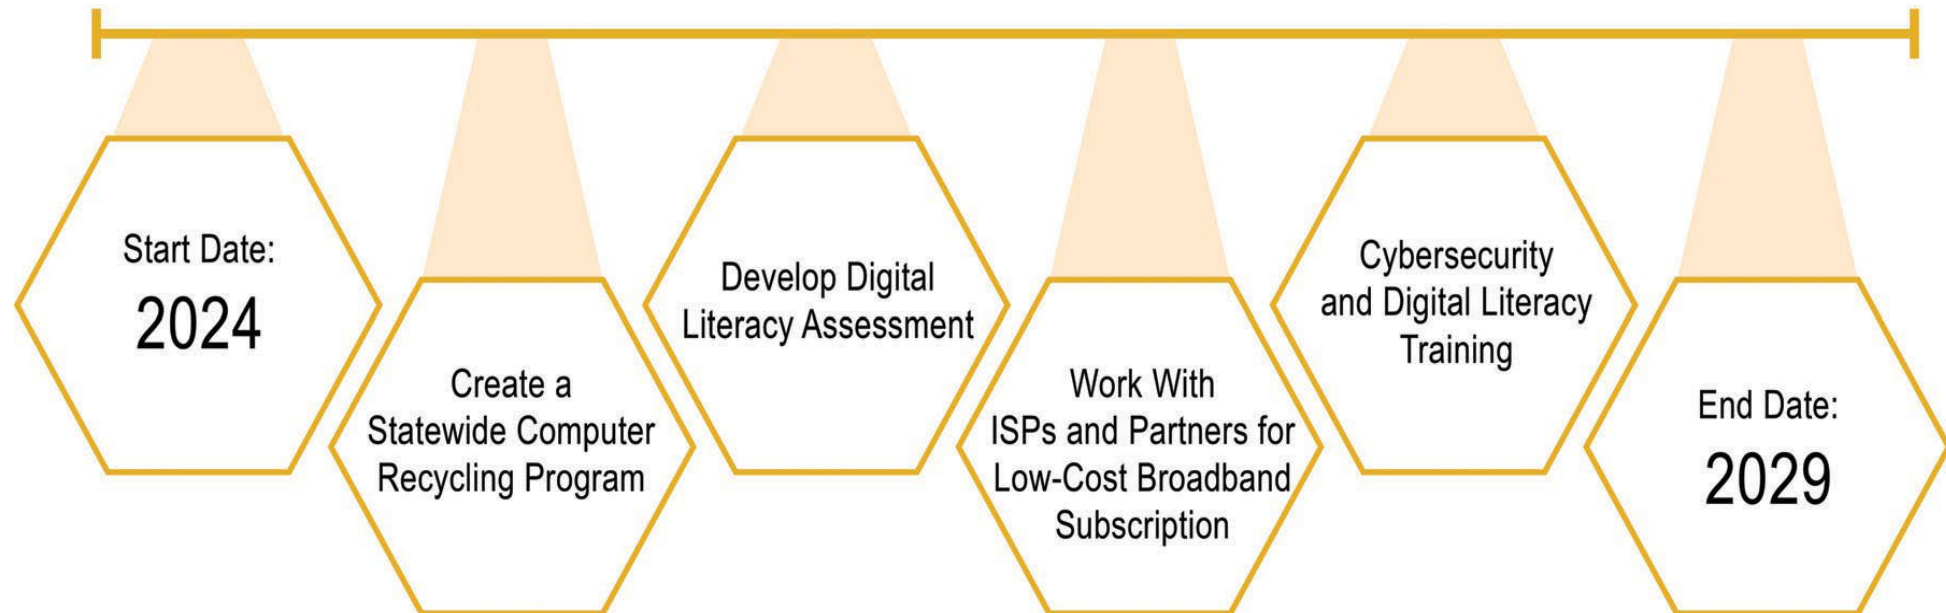 Start Date:
2024
Create a
Statewide Computer
Recycling Program
Develop Digital
Literacy Assessment
Work With
ISPs and Partners for
Low-Cost Broadband
Subscription
Cybersecurity
and Digital Literacy
Training
End Date:
2029